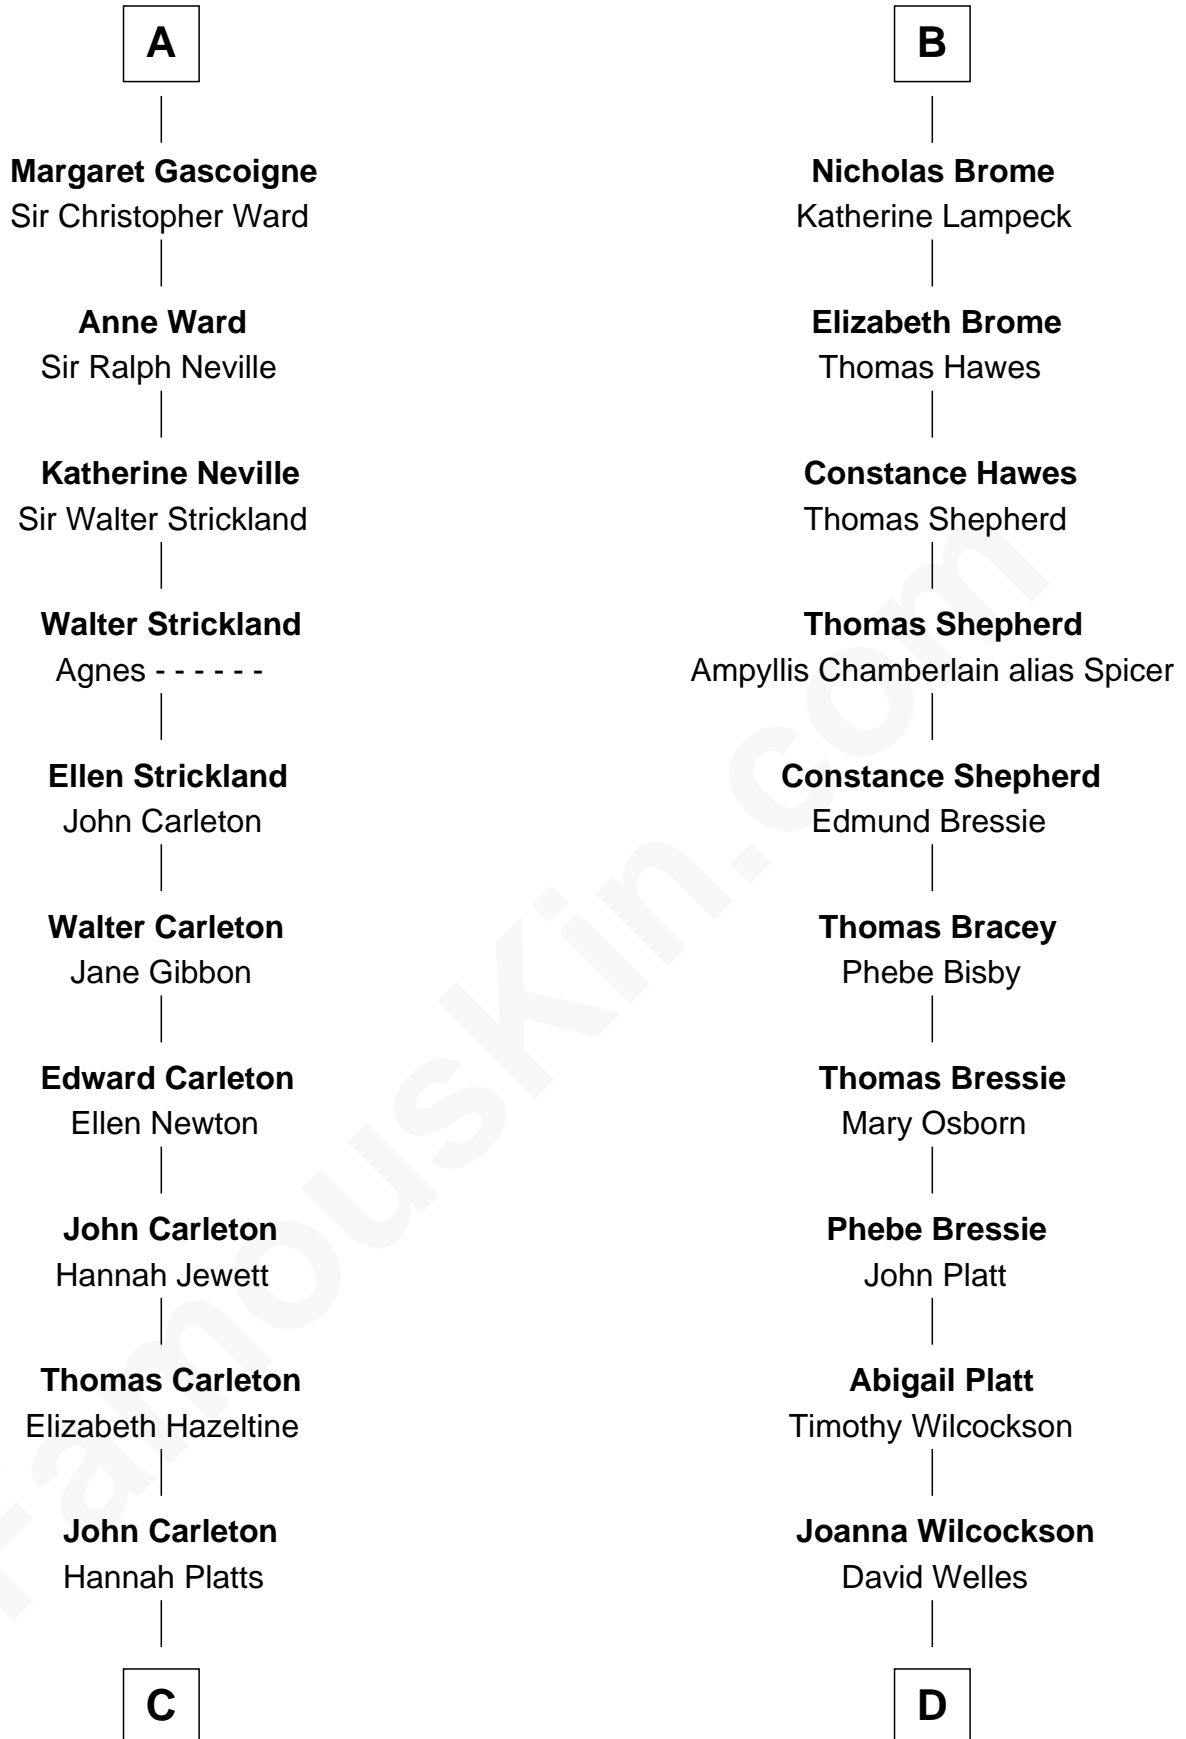 A
Margaret Gascoigne
Sir Christopher Ward
Anne Ward
Sir Ralph Neville
Katherine Neville
Sir Walter Strickland
Walter Strickland
Agnes - - - - - -
Ellen Strickland
John Carleton
Walter Carleton
Jane Gibbon
Edward Carleton
Ellen Newton
John Carleton
Hannah Jewett
Thomas Carleton
Elizabeth Hazeltine
John Carleton
Hannah Platts
C
B
Nicholas Brome
Katherine Lampeck
Elizabeth Brome
Thomas Hawes
Constance Hawes
Thomas Shepherd
Thomas Shepherd
Ampyllis Chamberlain alias Spicer
Constance Shepherd
Edmund Bressie
Thomas Bracey
Phebe Bisby
Thomas Bressie
Mary Osborn
Phebe Bressie
John Platt
Abigail Platt
Timothy Wilcockson
Joanna Wilcockson
David Welles
D
FamousKin.com